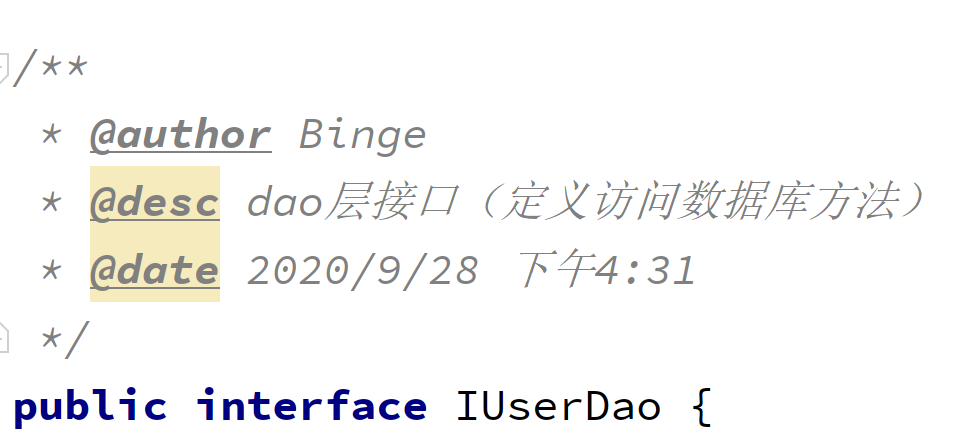 /**
* @author Binge
* @desc dao层接口（定义访问数据库方法）
* @date 2020/9/28 下午4:31
*/
public interface IUserDao {